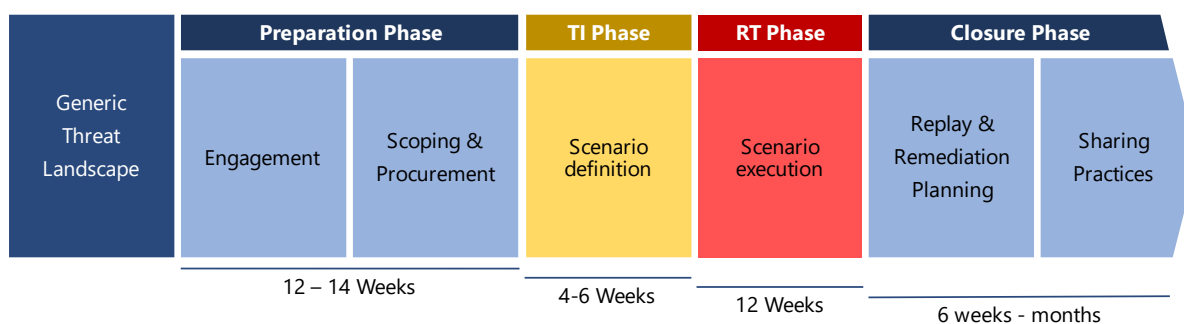 Preparation Phase
TI Phase
RT Phase
Closure Phase
Generic
Threat
Landscape
Engagement
Scoping &
Procurement
Scenario
definition
Scenario
execution
Replay &
Remediation
Planning
Sharing
Practices
12 – 14 Weeks
4-6 Weeks
12 Weeks
6 weeks - months